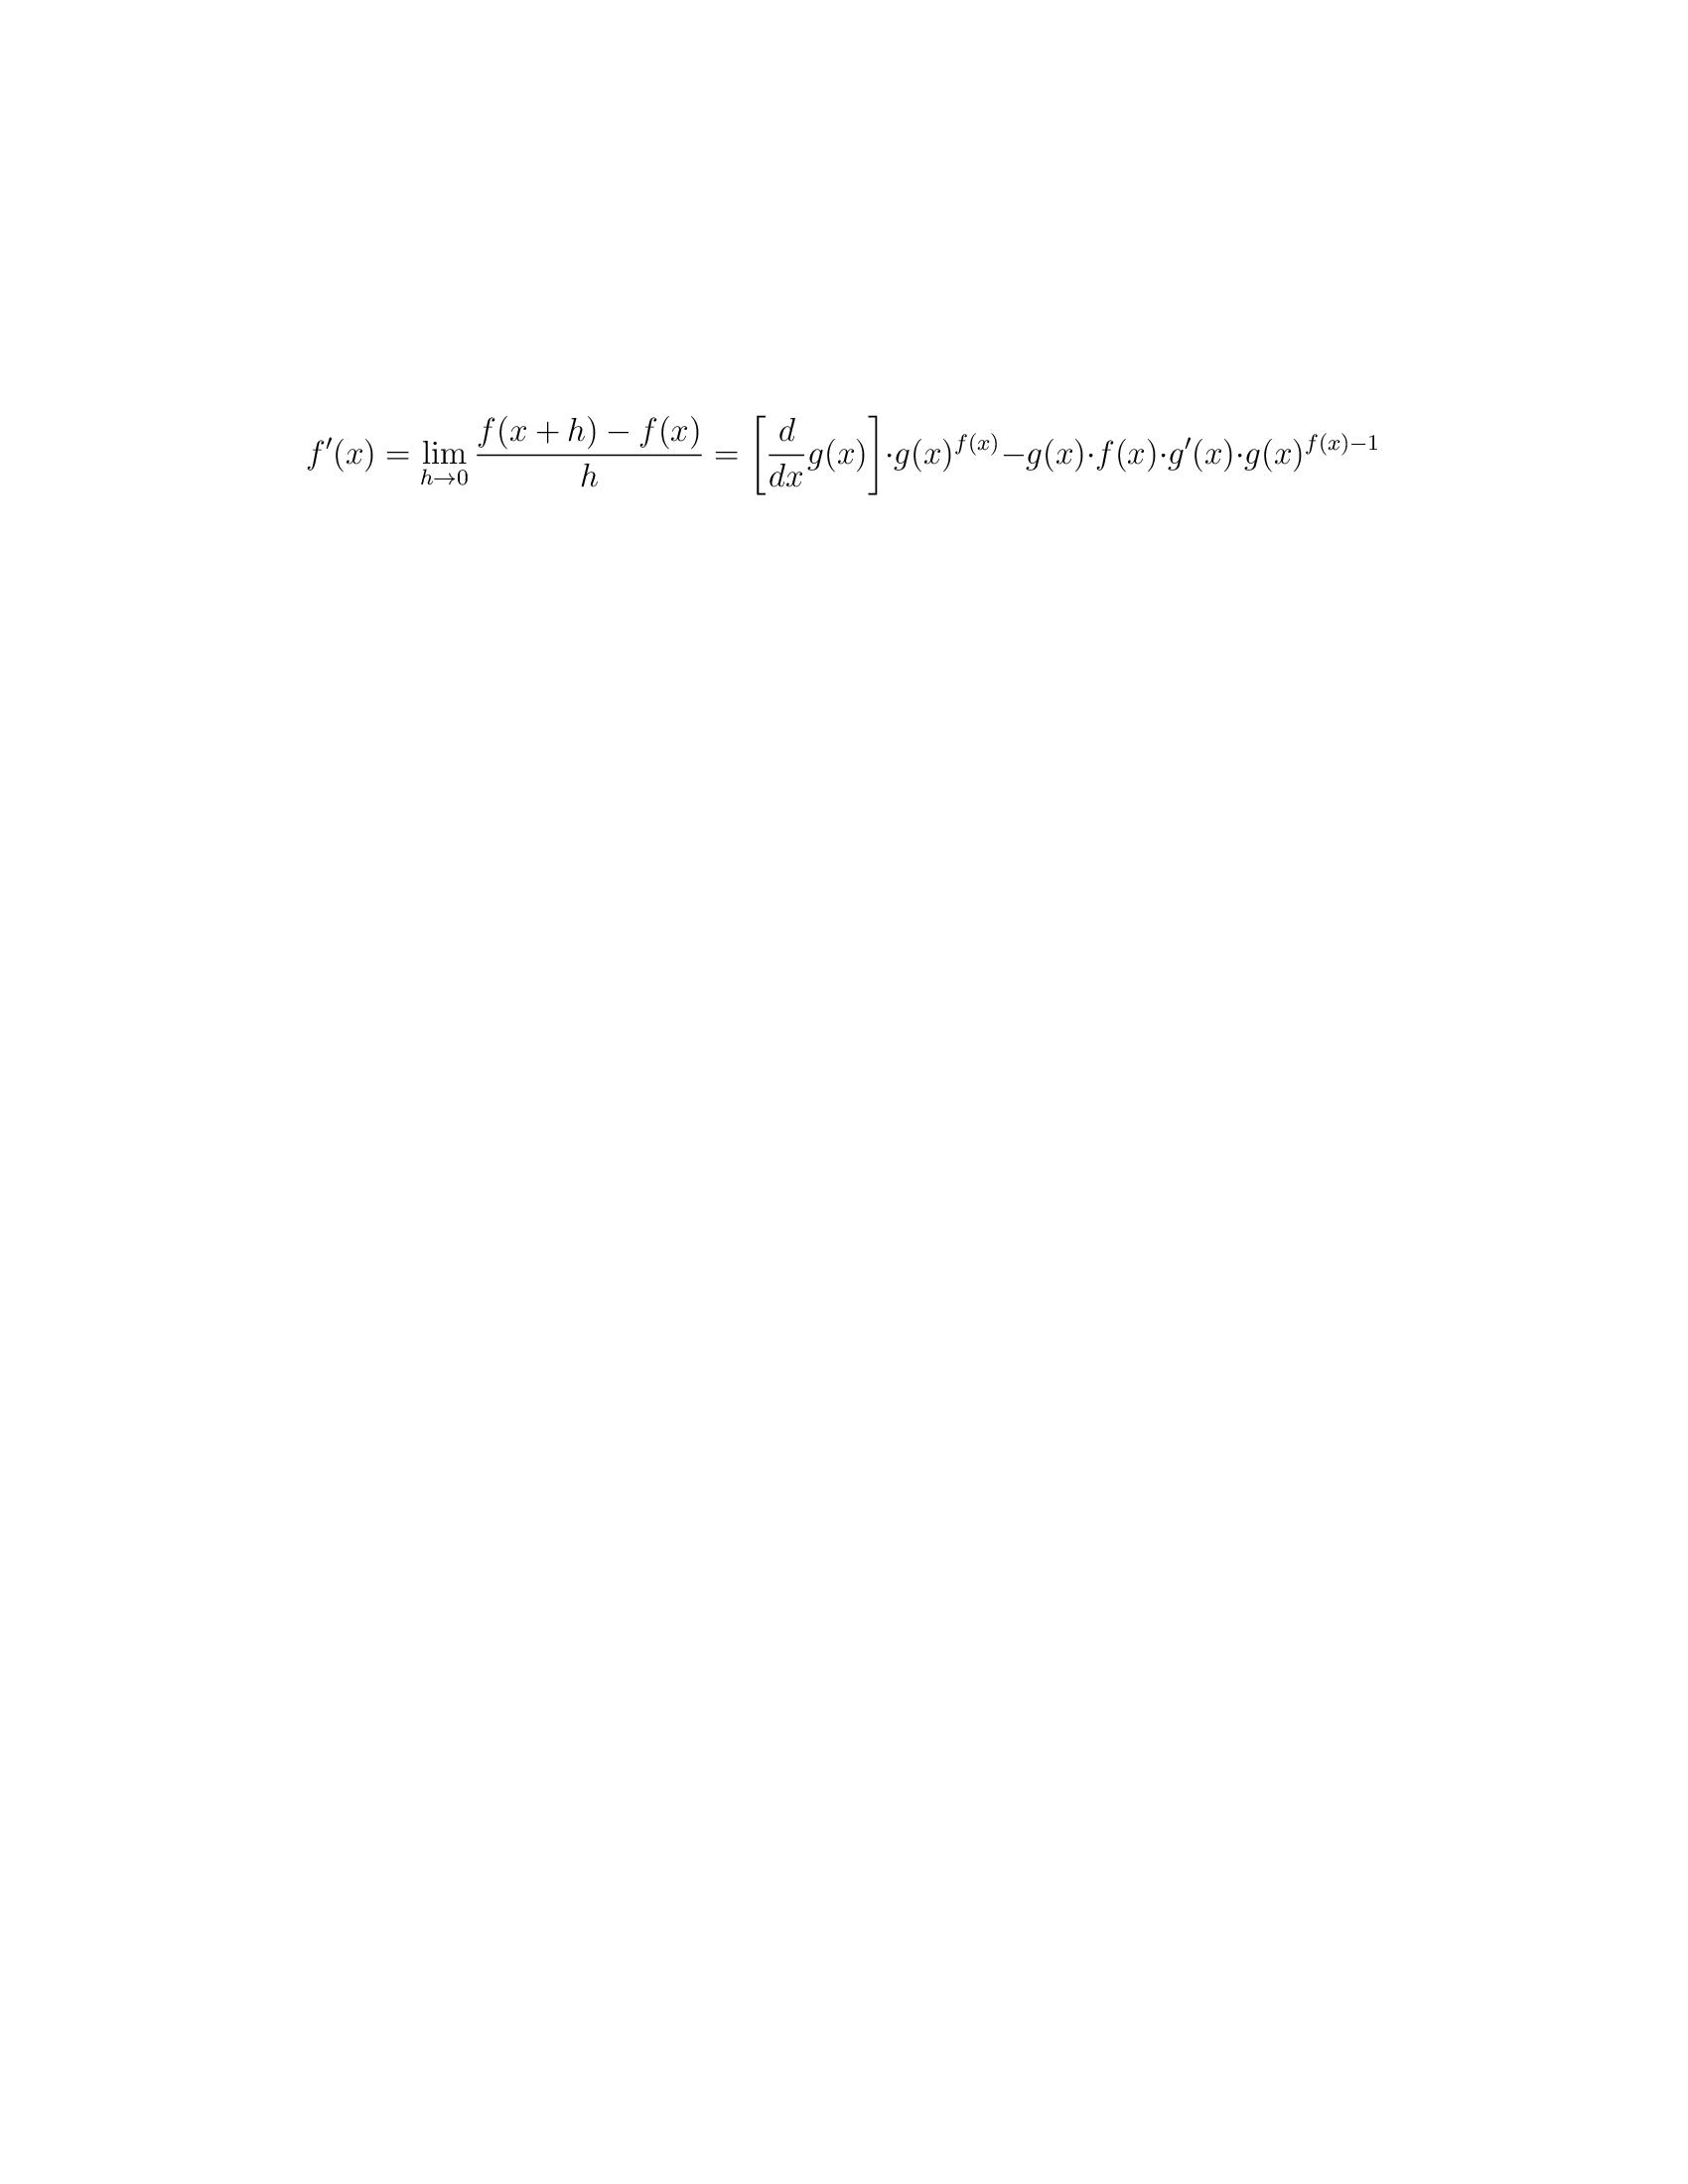 $f'(x) = \lim_{h \to 0} \frac{f(x+h) - f(x)}{h} = \left[ \frac{d}{dx} g(x) \right] \cdot g(x)^{f(x)} - g(x) \cdot f(x) \cdot g'(x) \cdot g(x)^{f(x)-1}$